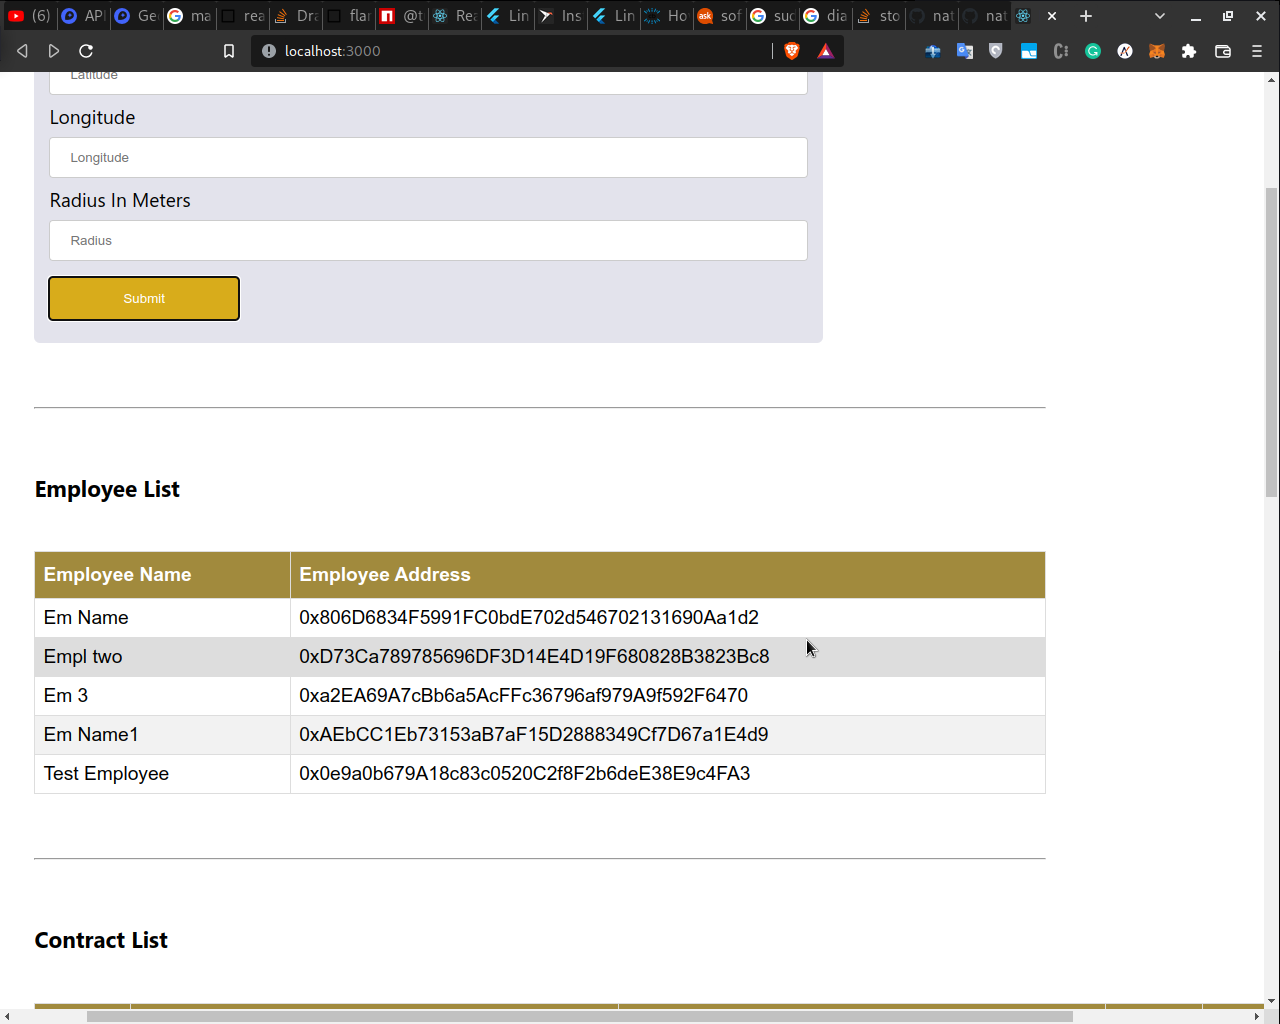 (6) API Ge ma rea Dra flar @t Rea Lin Ins Lin Ho sof suc dia sto nat nat
localhost:3000
Latitude
Longitude
Longitude
Radius In Meters
Radius
Submit
Employee List
Employee Name Employee Address
Em Name 0x806D6834F5991FC0bdE702d546702131690Aa1d2
Empl two 0xD73Ca789785696DF3D14E4D19F680828B3823Bc8
Em 3 0xa2EA69A7cBb6a5AcFFc36796af979A9f592F6470
Em Name1 0xAEbCC1Eb73153aB7aF15D2888349Cf7D67a1E4d9
Test Employee 0x0e9a0b679A18c83c0520C2f8F2b6deE38E9c4FA3
Contract List